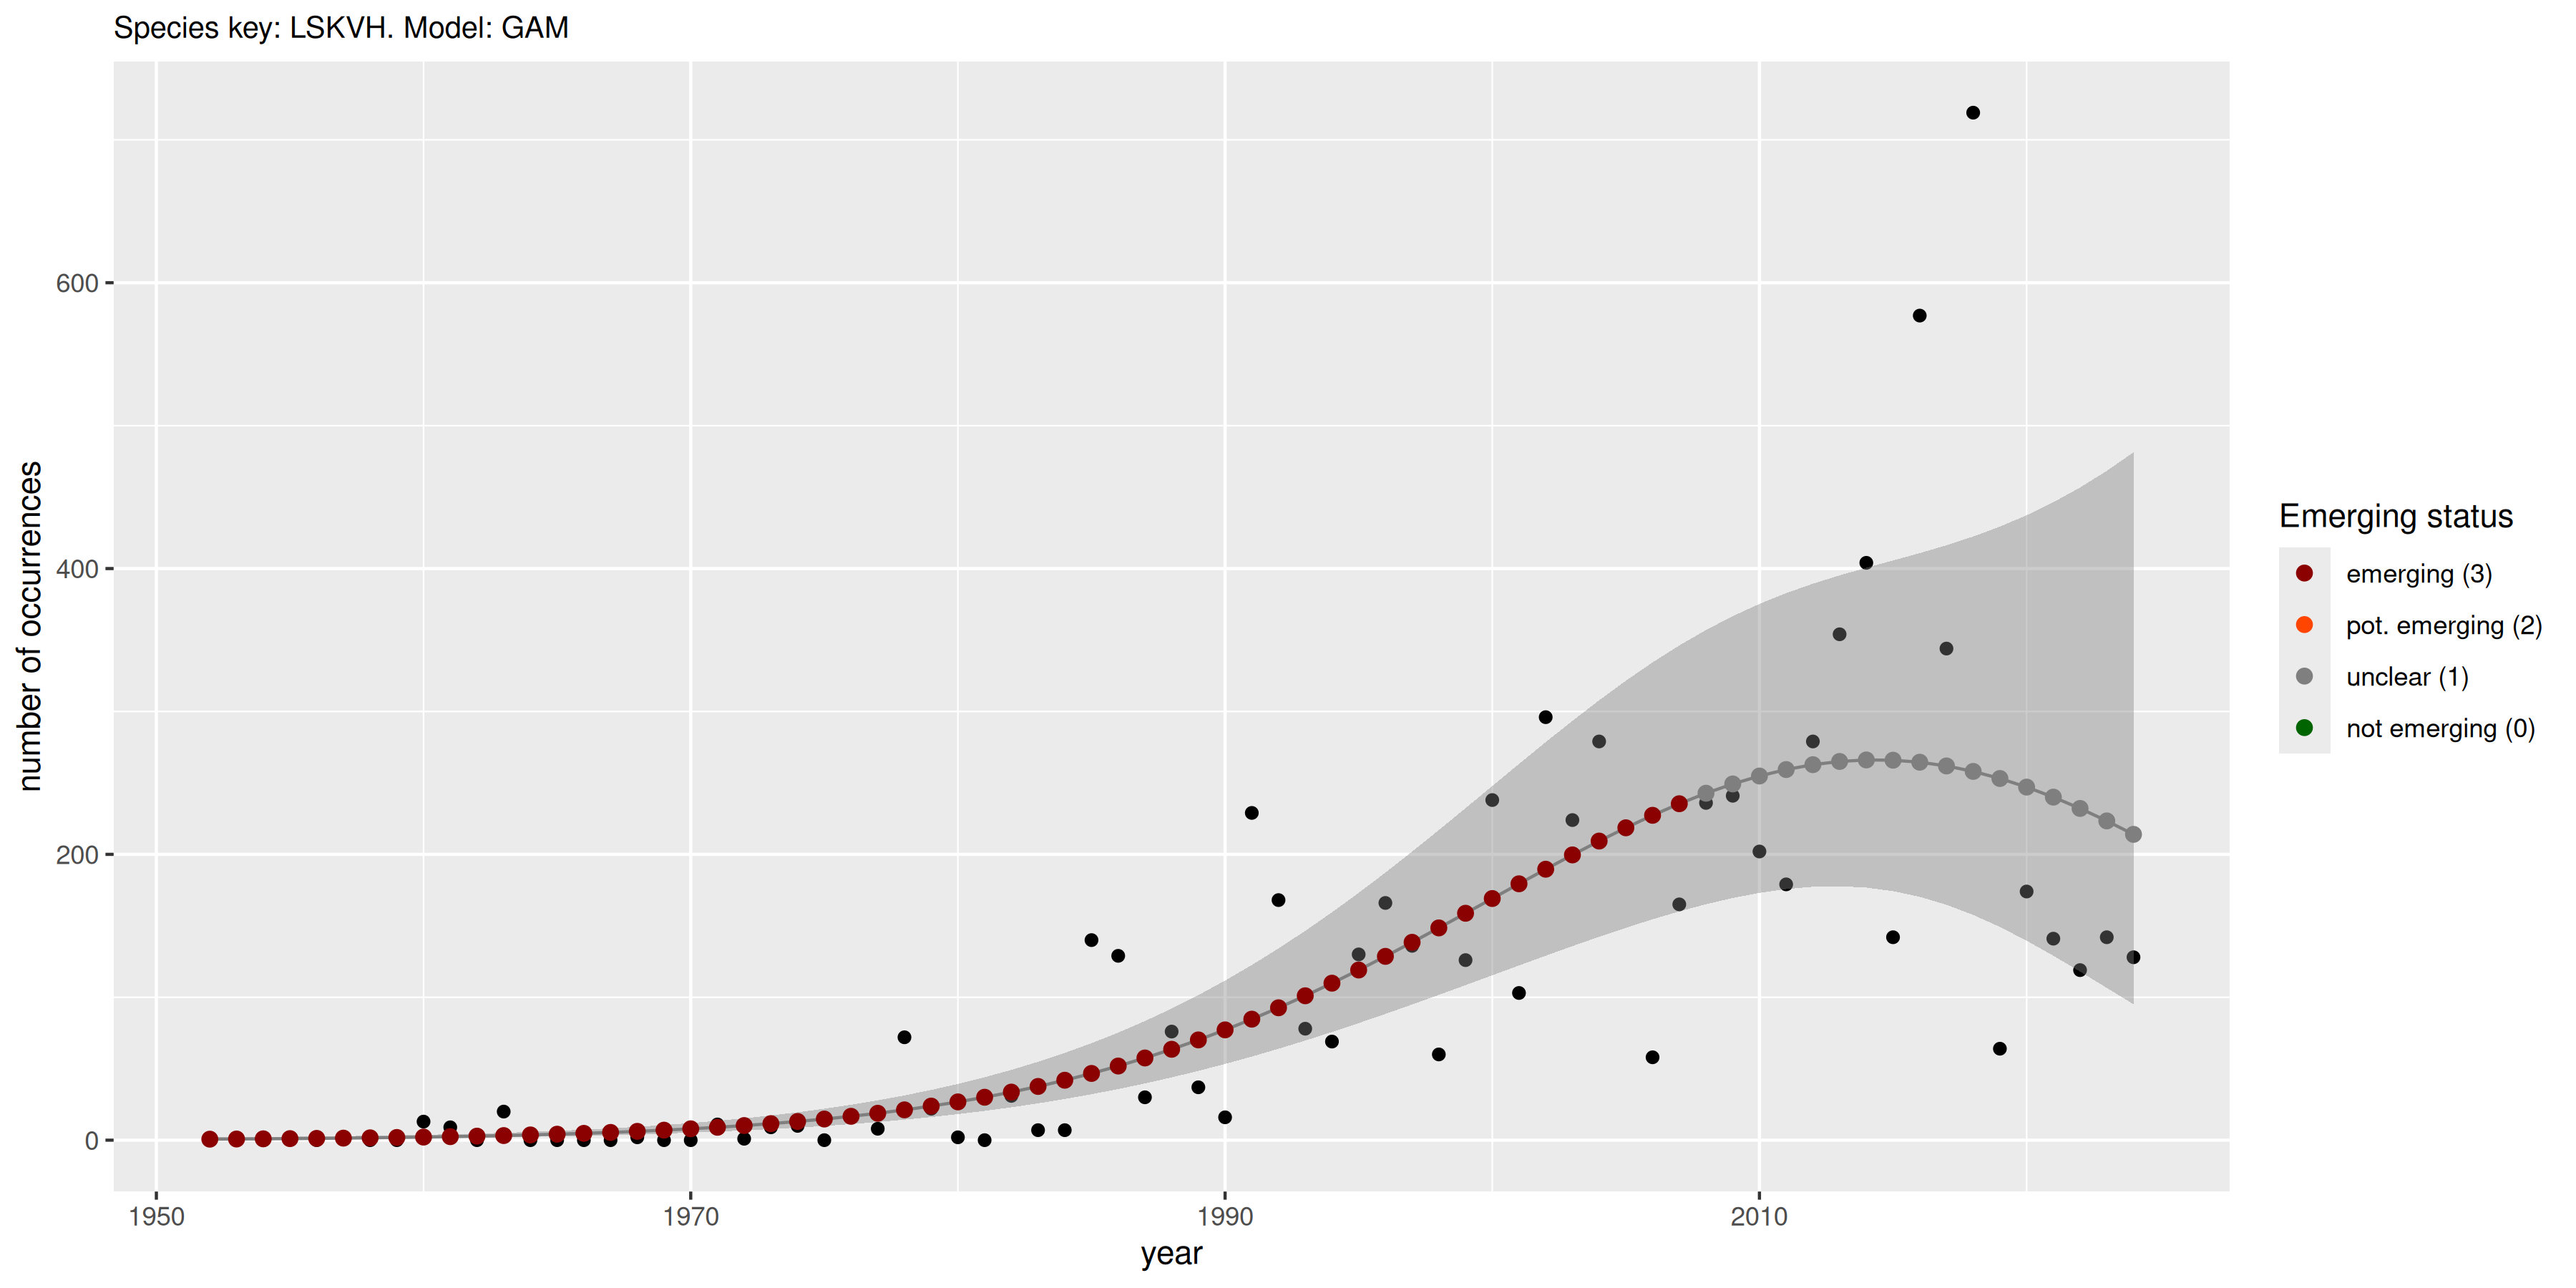 Species key: LSKVH. Model: GAM
number of occurrences
600
400
200
0
1950
1970
1990
2010
year
Emerging status
emerging (3)
pot. emerging (2)
unclear (1)
not emerging (0)